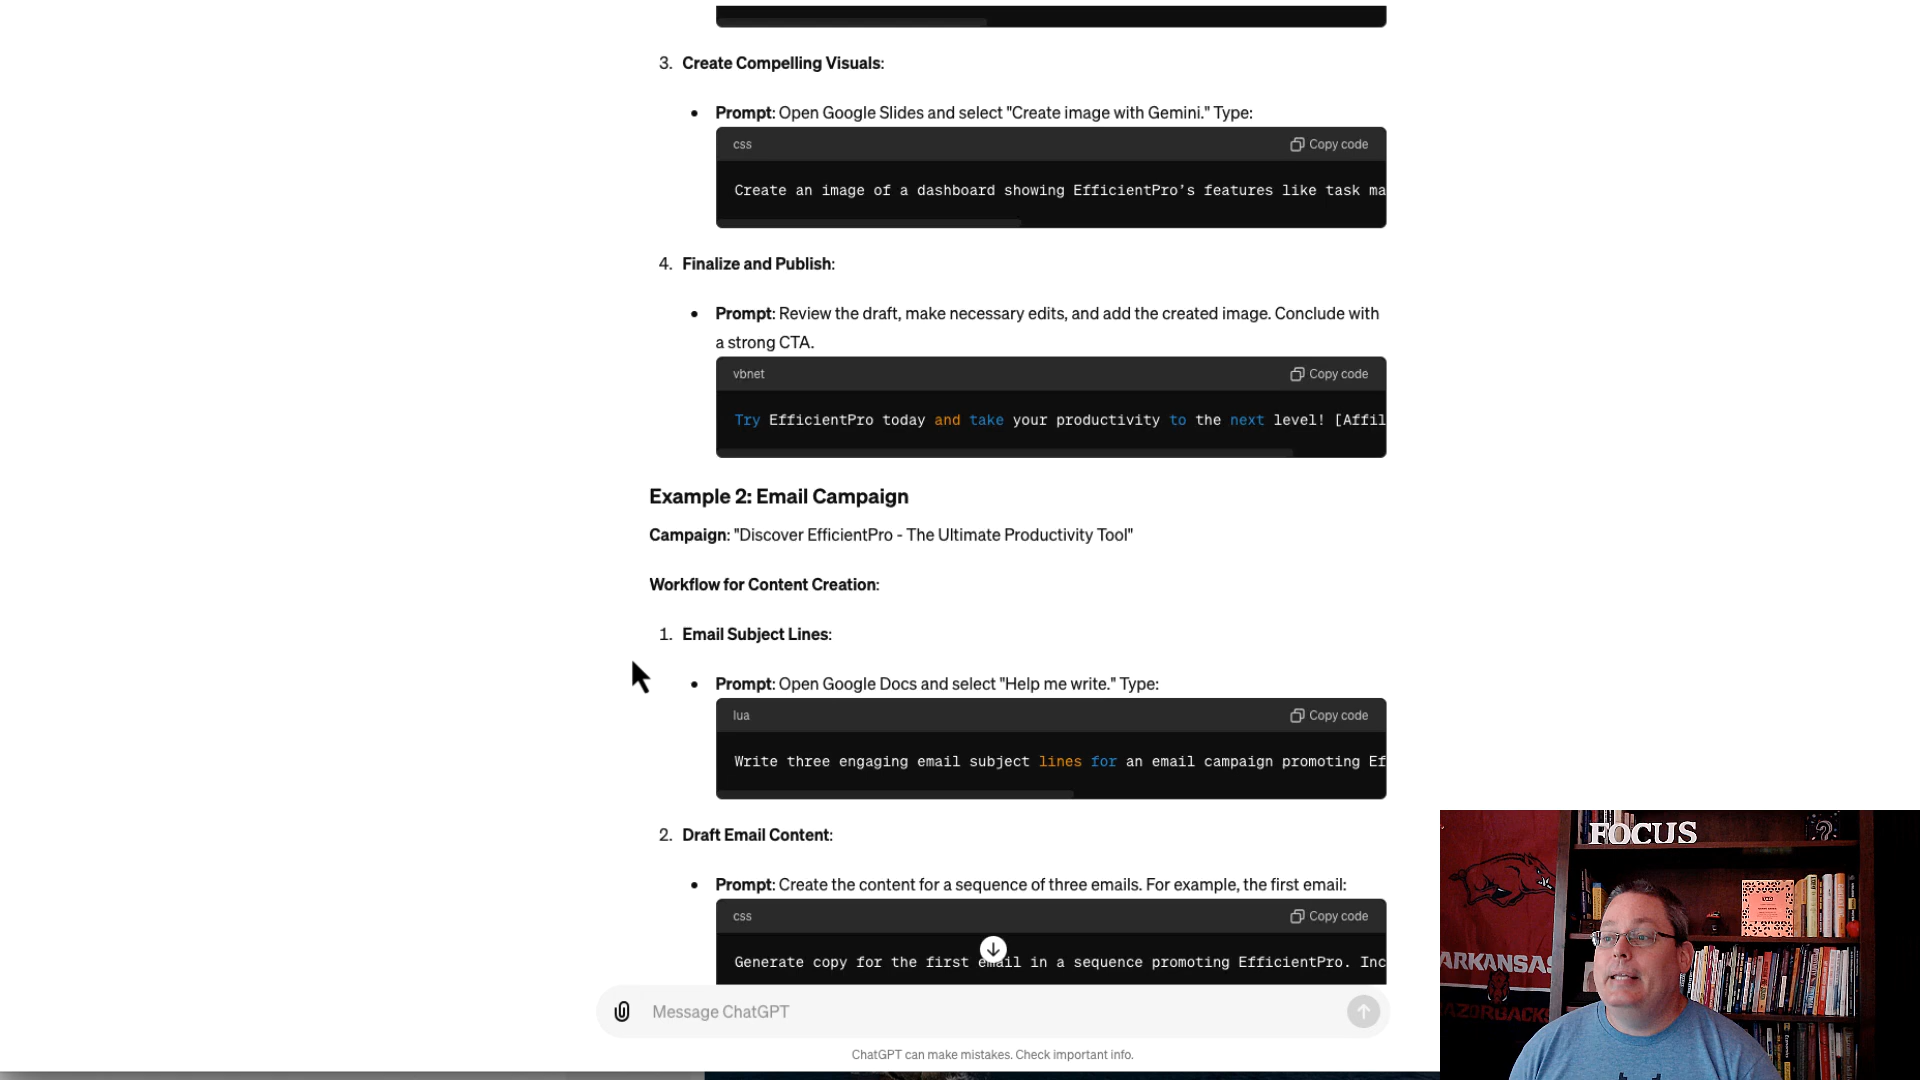 3. Create Compelling Visuals:
• Prompt: Open Google Slides and select "Create image with Gemini." Type:
css
Copy code
Create an image of a dashboard showing EfficientPro’s features like task ma
4. Finalize and Publish:
• Prompt: Review the draft, make necessary edits, and add the created image. Conclude with
a strong CTA.
vbnet
Copy code
Try EfficientPro today and take your productivity to the next level! [Affil
Example 2: Email Campaign
Campaign: "Discover EfficientPro - The Ultimate Productivity Tool"
Workflow for Content Creation:
1. Email Subject Lines:
• Prompt: Open Google Docs and select "Help me write." Type:
lua
Copy code
Write three engaging email subject lines for an email campaign promoting Ef
2. Draft Email Content:
• Prompt: Create the content for a sequence of three emails. For example, the first email:
css
Copy code
Generate copy for the first email in a sequence promoting EfficientPro. Inc
Message ChatGPT
ChatGPT can make mistakes. Check important info.
FOCUS
ARKANSAS
RAZORBACKS